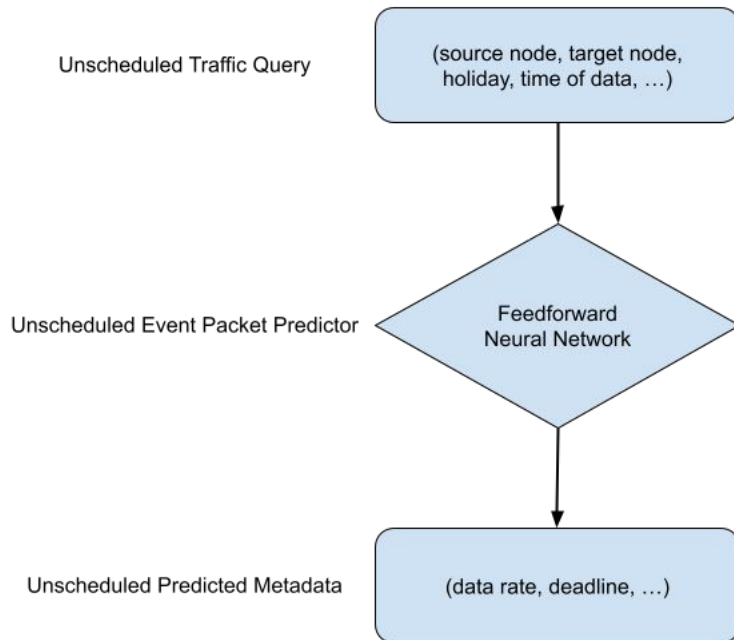 Unscheduled Traffic Query
(source node, target node,
holiday, time of data, ...)
Unscheduled Event Packet Predictor
Feedforward
Neural Network
Unscheduled Predicted Metadata
(data rate, deadline, ...)